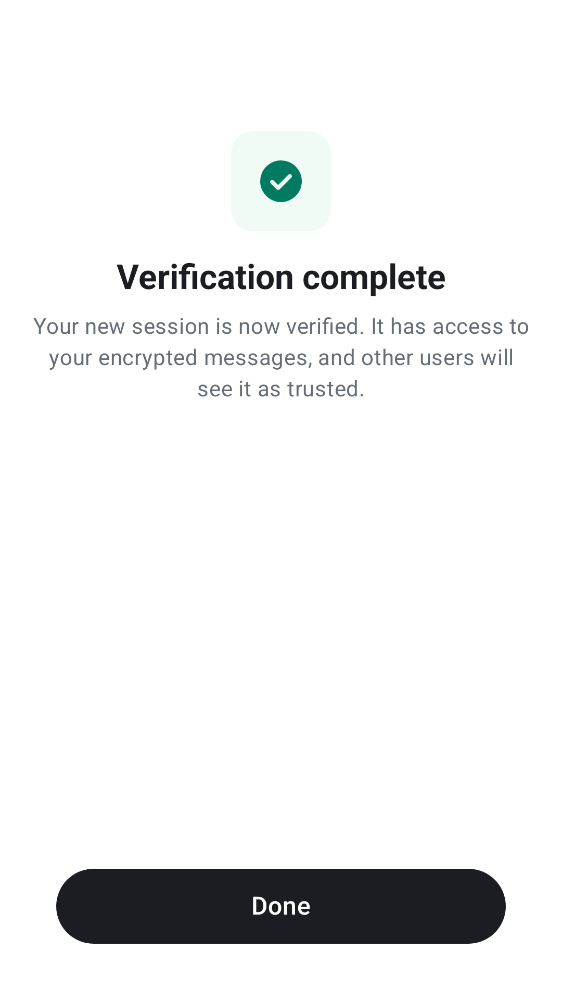 Verification complete
Your new session is now verified. It has access to
your encrypted messages, and other users will
see it as trusted.
Done